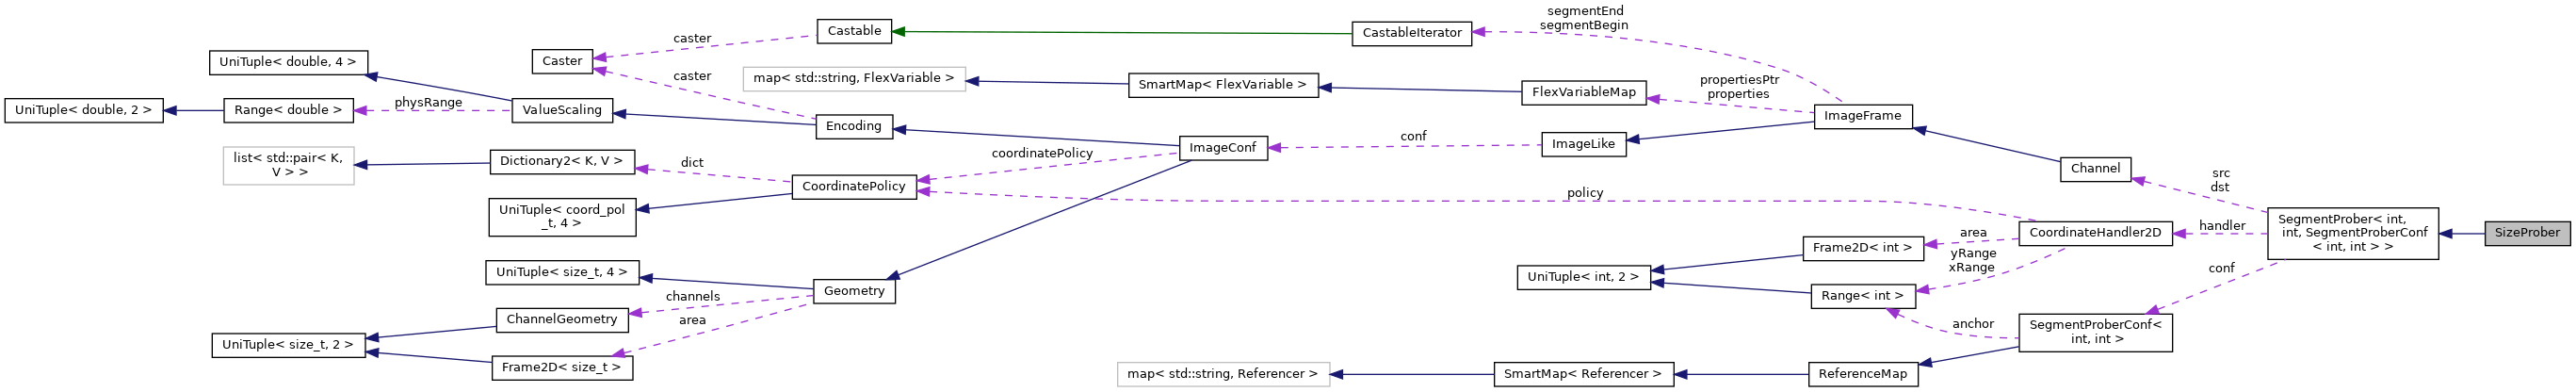 segmentEnd
segmentBegin
Castable
CastableIterator
caster
UniTuple< double, 4 >
Caster
caster
map< std::string, FlexVariable >
SmartMap< FlexVariable >
propertiesPtr
properties
FlexVariableMap
UniTuple< double, 2 >
Range< double >
physRange
ValueScaling
Encoding
ImageFrame
conf
ImageLike
list< std::pair< K,
V > >
Dictionary2< K, V >
dict
coordinatePolicy
ImageConf
Channel
src
dst
CoordinatePolicy
policy
UniTuple< coord_pol
_t, 4 >
SegmentProber< int,
int, SegmentProberConf
< int, int > >
SizeProber
handler
CoordinateHandler2D
area
Frame2D< int >
yRange
xRange
UniTuple< size_t, 4 >
UniTuple< int, 2 >
conf
Geometry
channels
Range< int >
ChannelGeometry
area
anchor
SegmentProberConf<
int, int >
UniTuple< size_t, 2 >
Frame2D< size_t >
map< std::string, Referencer >
SmartMap< Referencer >
ReferenceMap